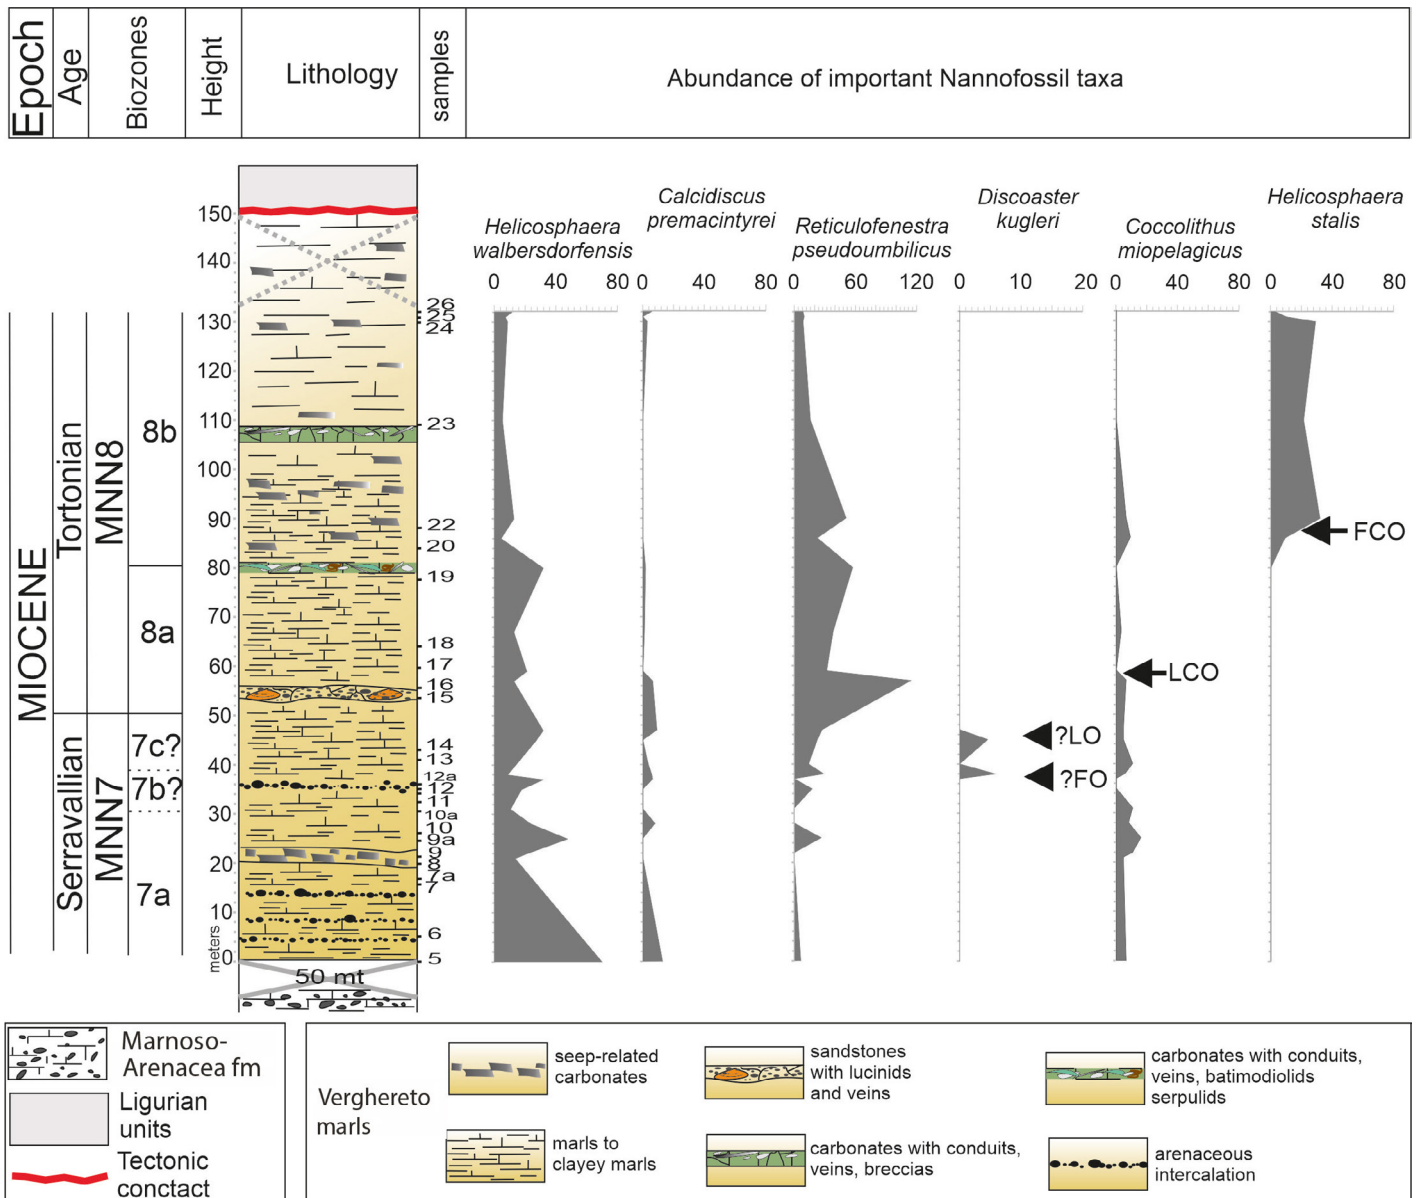 Epoch
Age
Biozones
Height
Lithology
samples
Abundance of important Nannofossil taxa
Helicosphaera
walbersdorfensis
Calcidiscus
premacintyrei
Reticulofenestra
pseudoumbilicus
Discoaster
kugleri
Coccolithus
miopelagicus
Helicosphaera
stalis
0 40 80
0 40 80
0 60 120
0 10 20
0 40 80
0 40 80
MIOCENE
Tortonian
Serravallian
MNN8
MNN7
8b
8a
7c?
7b?
7a
150
140
130
120
110
100
90
80
70
60
50
40
30
20
10
0
meters
26
25
24
23
22
20
19
18
17
16
15
14
13
12a
12
11
10a
10
9a
9
8
7a
7
6
5
FCO
LCO
?LO
?FO
50 mt
Marnoso-
Arenacea fm
Ligurian
units
Tectonic
conctact
Verghereto
marls
seep-related
carbonates
marls to
clayey marls
sandstones
with lucinids
and veins
carbonates with conduits,
veins, breccias
carbonates with conduits,
veins, batimodiolids
serpulids
arenaceous
intercalation